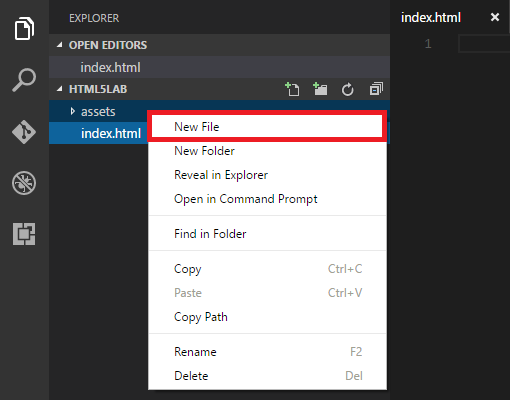 EXPLORER
OPEN EDITORS
index.html
HTML5LAB
assets
index.html
New File
New Folder
Reveal in Explorer
Open in Command Prompt
Find in Folder
Copy Ctrl+C
Paste Ctrl+V
Copy Path
Rename F2
Delete Del
index.html
1